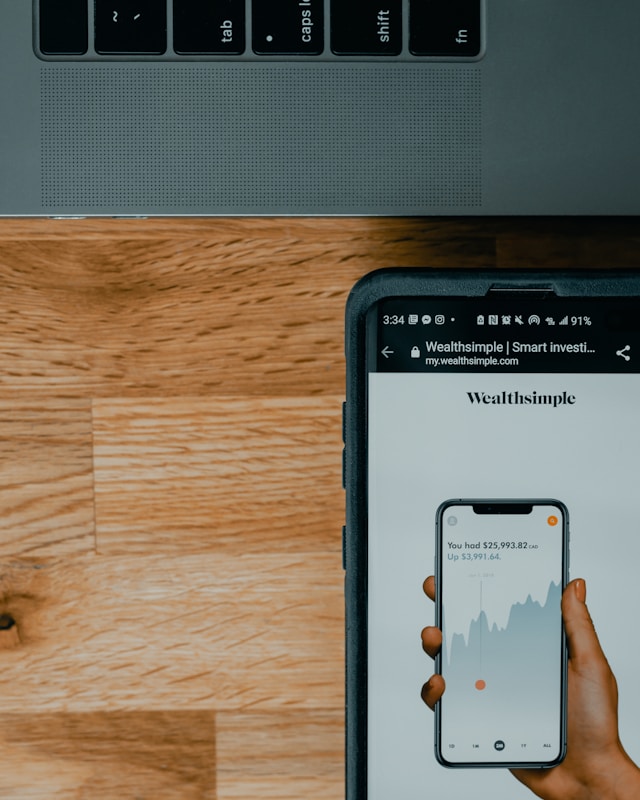 ~ `
tab
caps l
shift
fn
3:34 91%
Wealthsimple | Smart investi...
my.wealthsimple.com
Wealthsimple
You had $25,993.82 CAD
Up $3,991.64.
1D 1M 3M 1Y ALL